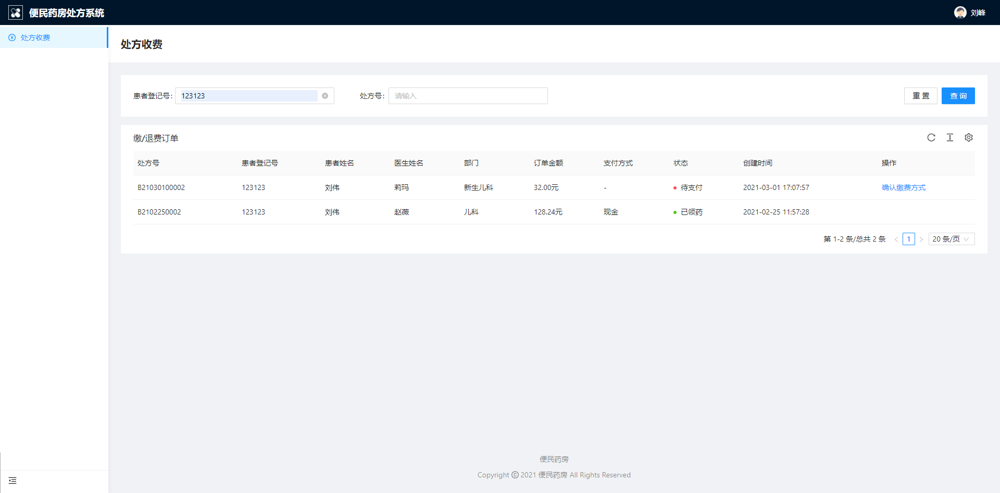 便民药房处方系统
刘峰
处方收费
处方收费
患者登记号: 123123 处方号: 请输入 重 置 查 询
缴/退费订单
处方号 患者登记号 患者姓名 医生姓名 部门 订单金额 支付方式 状态 创建时间 操作
B21030100002 123123 刘伟 莉玛 新生儿科 32.00元 - 待支付 2021-03-01 17:07:57 确认缴费方式
B2102250002 123123 刘伟 赵薇 儿科 128.24元 现金 已领药 2021-02-25 11:57:28
第 1-2 条/总共 2 条 < 1 > 20 条/页
便民药房
Copyright © 2021 便民药房 All Rights Reserved